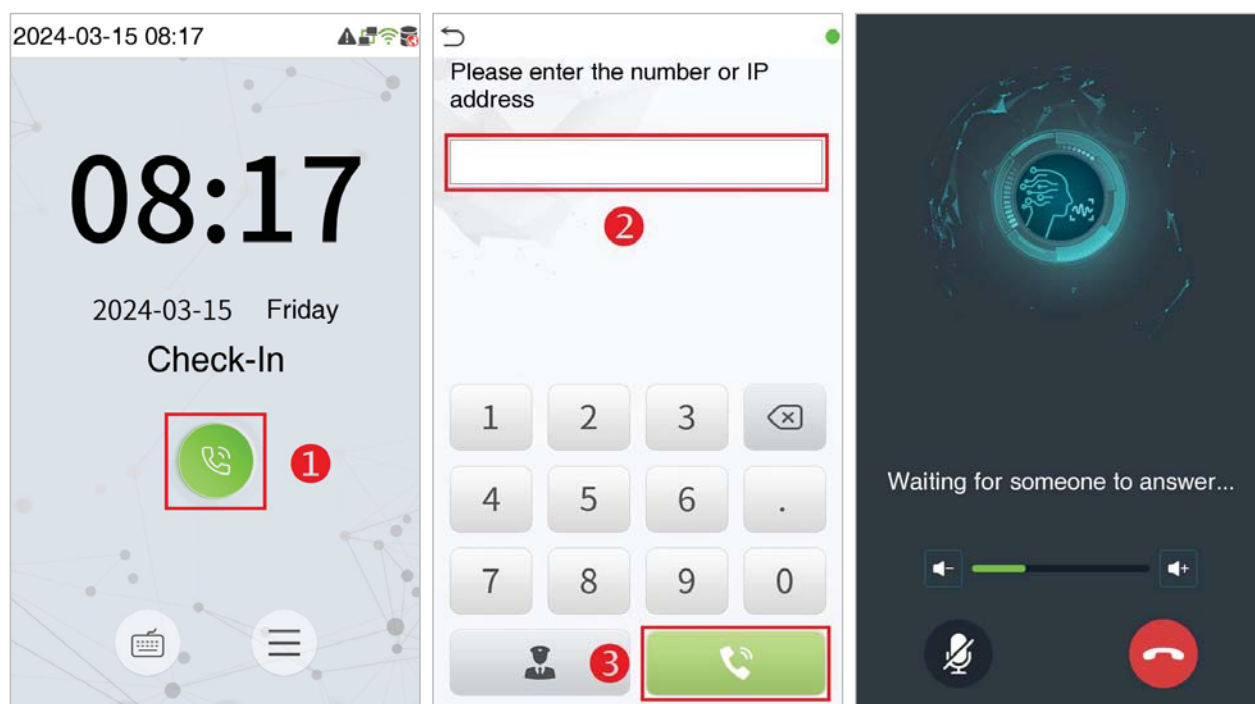 2024-03-15 08:17
08:17
2024-03-15 Friday
Check-In
1
Please enter the number or IP
address
2
1 2 3
4 5 6 .
7 8 9 0
3
Waiting for someone to answer...